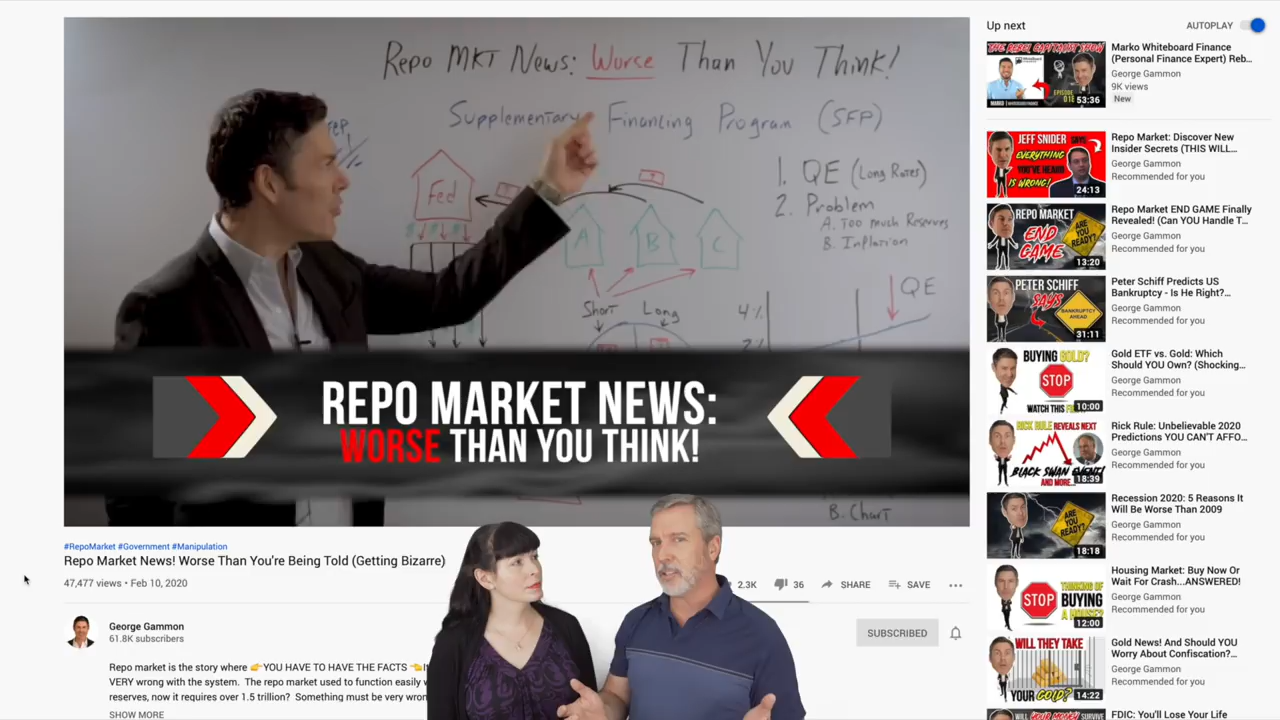 Repo MKT News: Worse Than You Think!
Supplementary Financing Program (SFP)
Fed
A
B
C
1. QE (Long Rates)
2. Problem
A. Too much Reserves
B. Inflation
Short
Long
4%
2%
QE
REPO MARKET NEWS:
WORSE THAN YOU THINK!
B. Chart
#RepoMarket #Government #Manipulation
Repo Market News! Worse Than You're Being Told (Getting Bizarre)
47,477 views • Feb 10, 2020
2.3K
36
SHARE
SAVE
George Gammon
61.8K subscribers
SUBSCRIBED
Repo market is the story where 👉YOU HAVE TO HAVE THE FACTS 👈
VERY wrong with the system. The repo market used to function easily
reserves, now it requires over 1.5 trillion? Something must be very
SHOW MORE
Up next
AUTOPLAY
THE REBEL CAPITALIST SHOW
53:36
Marko Whiteboard Finance
(Personal Finance Expert) Reb...
George Gammon
9K views
New
JEFF SNIDER SAYS
EVERYTHING
YOU'VE HEARD
IS WRONG!
24:13
Repo Market: Discover New
Insider Secrets (THIS WILL...
George Gammon
Recommended for you
REPO MARKET
END
GAME
ARE YOU READY?
13:20
Repo Market END GAME Finally
Revealed! (Can YOU Handle T...
George Gammon
Recommended for you
PETER SCHIFF
SAYS
BANKRUPTCY
AHEAD
31:11
Peter Schiff Predicts US
Bankruptcy - Is He Right?...
George Gammon
Recommended for you
BUYING GOLD?
STOP
WATCH THIS
10:00
Gold ETF vs. Gold: Which
Should YOU Own? (Shocking...
George Gammon
Recommended for you
RICK RULE REVEALS NEXT
BLACK SWAN EVENT!
AND MORE...
18:39
Rick Rule: Unbelievable 2020
Predictions YOU CAN'T AFFO...
George Gammon
Recommended for you
ARE YOU READY?
18:18
Recession 2020: 5 Reasons It
Will Be Worse Than 2009
George Gammon
Recommended for you
THINKING OF
BUYING
A HOUSE?
STOP
12:00
Housing Market: Buy Now Or
Wait For Crash...ANSWERED!
George Gammon
Recommended for you
WILL THEY TAKE
YOUR GOLD?
14:22
Gold News! And Should YOU
Worry About Confiscation?...
George Gammon
Recommended for you
FDIC: You'll Lose Your Life